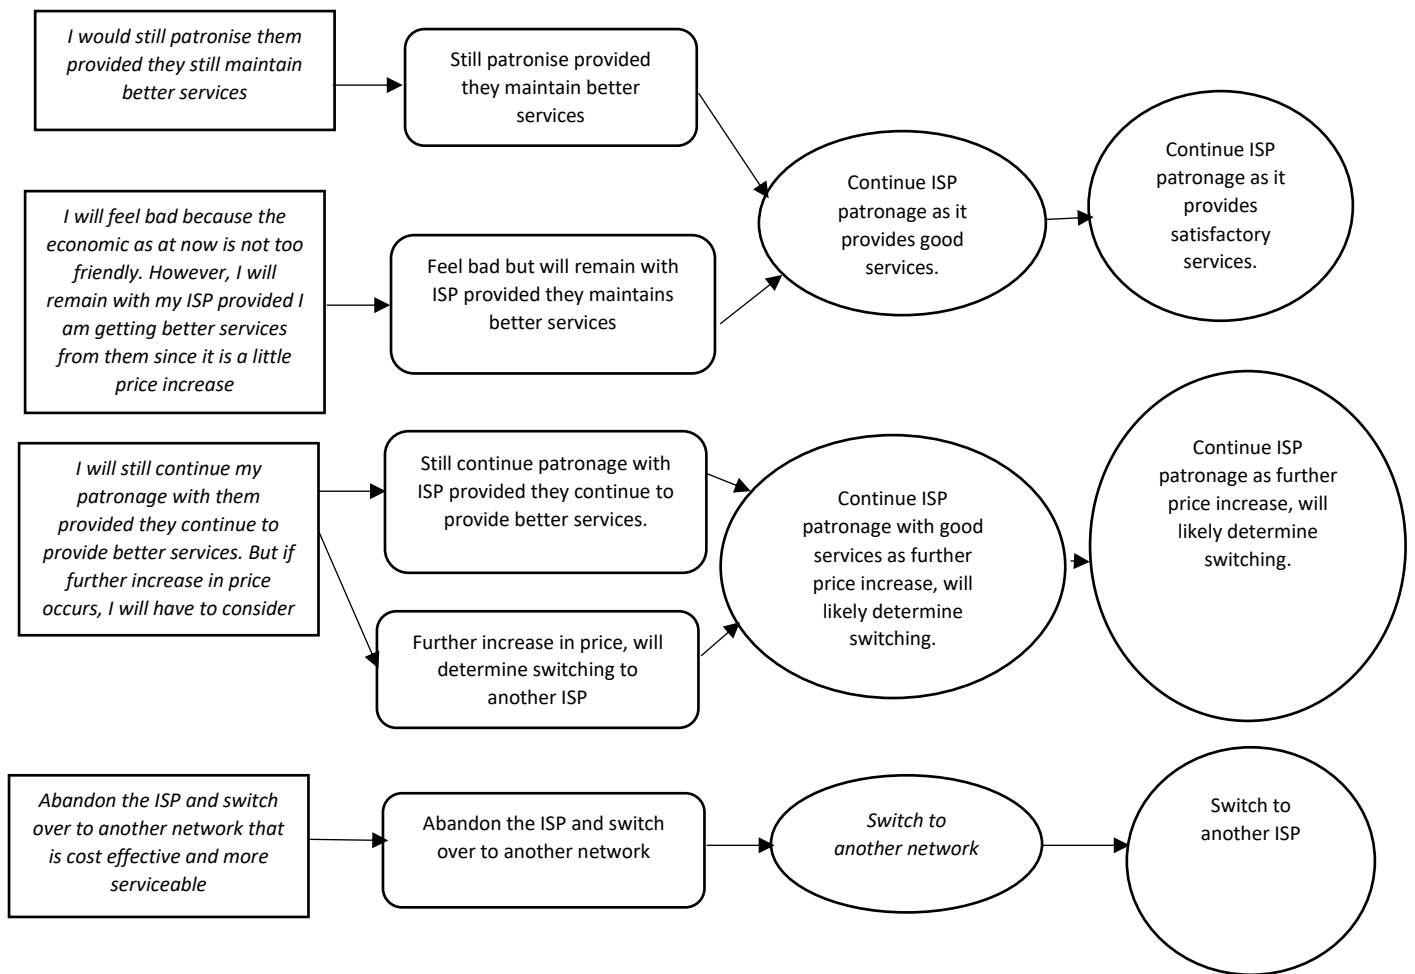 I would still patronise them
provided they still maintain
better services
Still patronise provided
they maintain better
services
Continue ISP
patronage as it
provides good
services.
Continue ISP
patronage as it
provides
satisfactory
services.
I will feel bad because the
economic as at now is not too
friendly. However, I will
remain with my ISP provided I
am getting better services
from them since it is a little
price increase
Feel bad but will remain with
ISP provided they maintains
better services
I will still continue my
patronage with them
provided they continue to
provide better services. But if
further increase in price
occurs, I will have to consider
Still continue patronage with
ISP provided they continue to
provide better services.
Further increase in price, will
determine switching to
another ISP
Continue ISP
patronage with good
services as further
price increase, will
likely determine
switching.
Continue ISP
patronage as further
price increase, will
likely determine
switching.
Abandon the ISP and switch
over to another network that
is cost effective and more
serviceable
Abandon the ISP and switch
over to another network
Switch to
another network
Switch to
another ISP